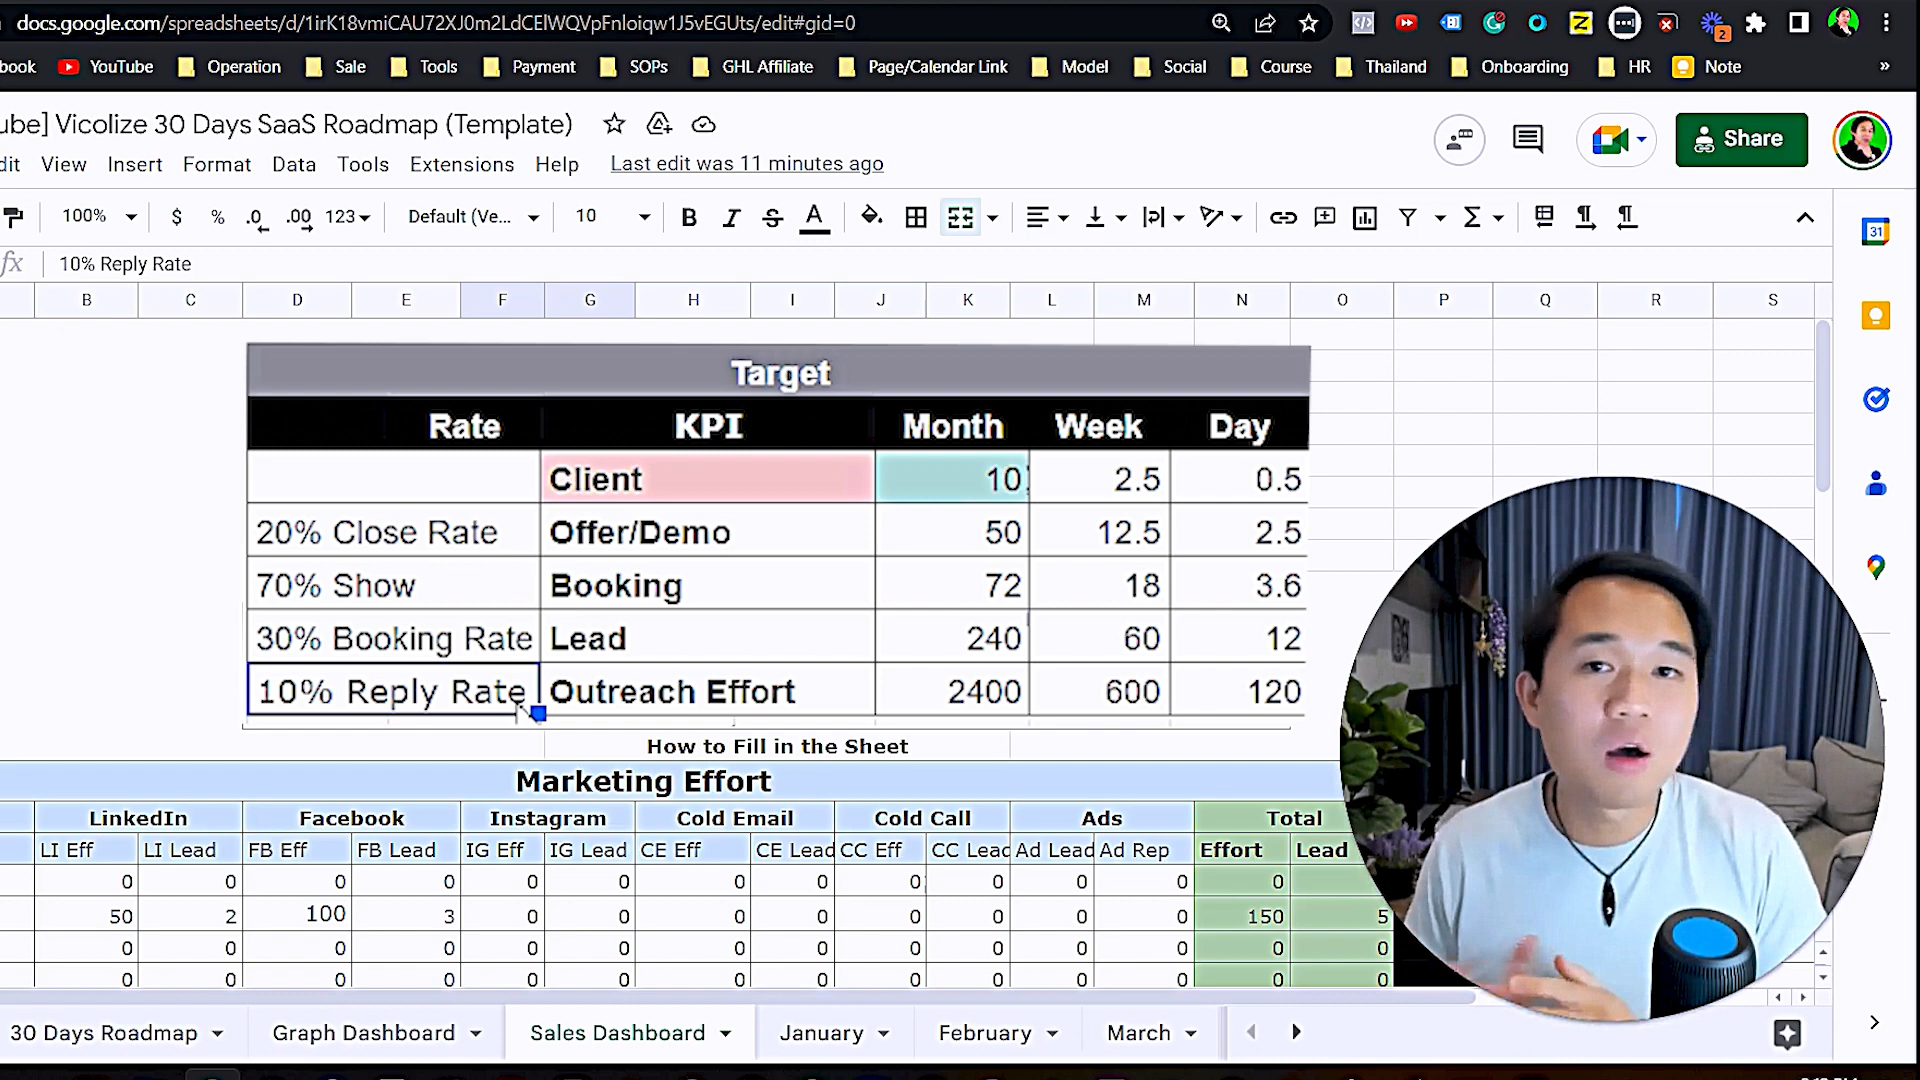 docs.google.com/spreadsheets/d/1irK18vmiCAU72XJ0m2LdCElWQVpFnloiqw1J5vEGUts/edit#gid=0
2
book YouTube Operation Sale Tools Payment SOPs GHL Affiliate Page/Calendar Link Model Social Course Thailand Onboarding HR Note »
ube] Vicolize 30 Days SaaS Roadmap (Template)
Share
dit View Insert Format Data Tools Extensions Help Last edit was 11 minutes ago
100% $ % .0 .00 123 Default (Ve... 10 B I S A
31
fx 10% Reply Rate
B C D E F G H I J K L M N O P Q R S
Target
Rate KPI Month Week Day
Client 10 2.5 0.5
20% Close Rate Offer/Demo 50 12.5 2.5
70% Show Booking 72 18 3.6
30% Booking Rate Lead 240 60 12
10% Reply Rate Outreach Effort 2400 600 120
How to Fill in the Sheet
Marketing Effort
LinkedIn Facebook Instagram Cold Email Cold Call Ads Total
LI Eff LI Lead FB Eff FB Lead IG Eff IG Lead CE Eff CE Lead CC Eff CC Lead Ad Lead Ad Rep Effort Lead
0 0 0 0 0 0 0 0 0 0 0 0 0
50 2 100 3 0 0 0 0 0 0 0 0 150 5
0 0 0 0 0 0 0 0 0 0 0 0 0 0
0 0 0 0 0 0 0 0 0 0 0 0 0 0
30 Days Roadmap Graph Dashboard Sales Dashboard January February March